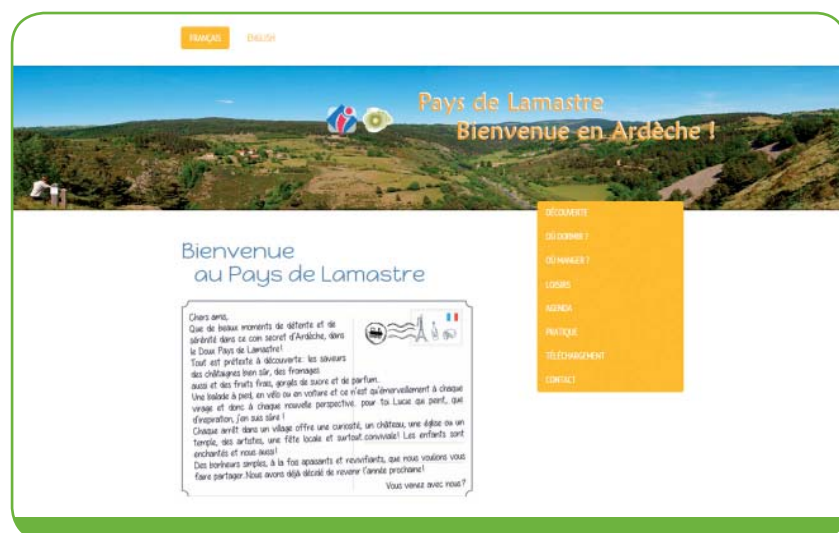 FRANÇAIS
ENGLISH
Pays de Lamastre
Bienvenue en Ardèche !
DÉCOUVERTE
OÙ DORMIR ?
OÙ MANGER ?
LOISIRS
AGENDA
PRATIQUE
TÉLÉCHARGEMENT
CONTACT
Bienvenue
au Pays de Lamastre
Chers amis,
Que de beaux moments de détente et de
sérénité dans ce coin secret d'Ardèche, dans
le Doux Pays de Lamastre!
Tout est prétexte à découverte: les saveurs
des châtaignes bien sûr, des fromages
aussi et des fruits frais, gorgés de sucre et de parfum...
Une balade à pied, en vélo ou en voiture et ce n'est qu'émerveillement à chaque
virage et donc à chaque nouvelle perspective. pour toi Lucie qui peint, que
d'inspiration, j'en suis sûre !
Chaque arrêt dans un village offre une curiosité, un château, une église ou un
temple, des artistes, une fête locale et surtout...conviviale! Les enfants sont
enchantés et nous aussi!
Des bonheurs simples, à la fois apaisants et revivifiants, que nous voulions vous
faire partager. Nous avons déjà décidé de revenir l'année prochaine!
Vous venez avec nous?